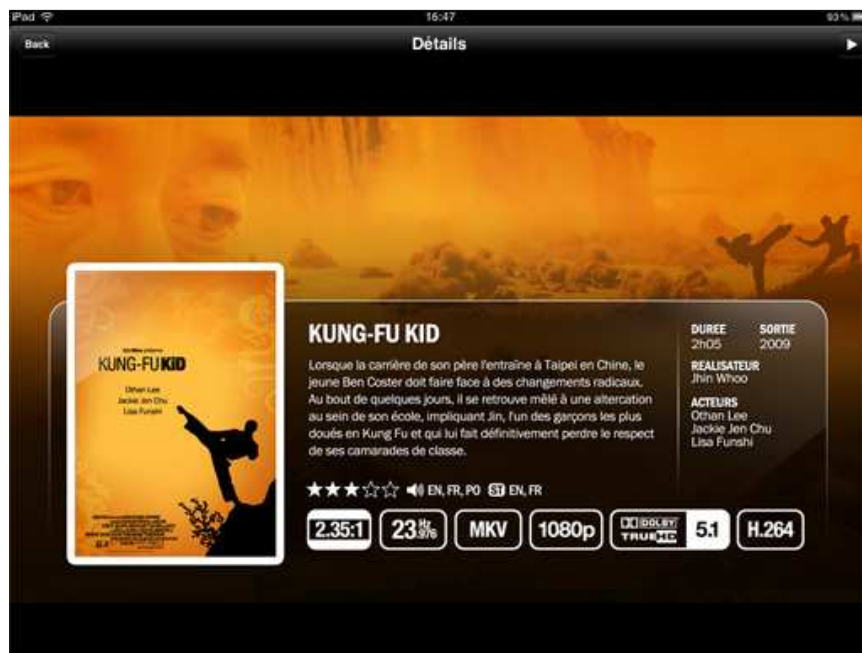 iPad 16:47 93 %
Back Détails
KUNG-FU KID
Othan Lee
Jackie Jen Chu
Lisa Funshi
KUNG-FU KID
Lorsque la carrière de son père l'entraîne à Taipei en Chine, le
jeune Ben Coster doit faire face à des changements radicaux.
Au bout de quelques jours, il se retrouve mêlé à une altercation
au sein de son école, impliquant Jin, l'un des garçons les plus
doués en Kung Fu et qui lui fait définitivement perdre le respect
de ses camarades de classe.
EN, FR, PO ST EN, FR
2.35:1 23 Hz .976 MKV 1080p DOLBY TRUEHD 5.1 H.264
DUREE SORTIE
2h05 2009
REALISATEUR
Jhin Whoo
ACTEURS
Othan Lee
Jackie Jen Chu
Lisa Funshi